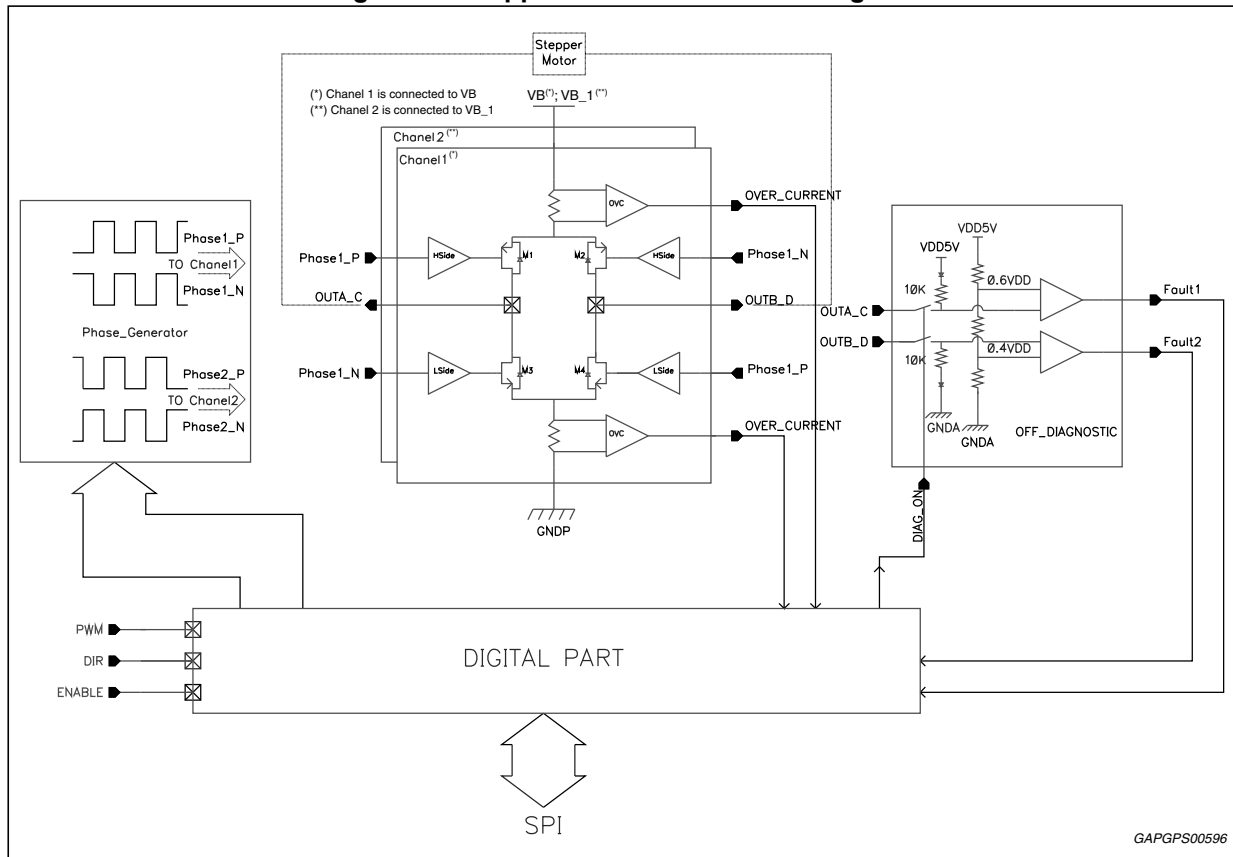 Stepper
Motor
(*) Chanel 1 is connected to VB
(**) Chanel 2 is connected to VB_1
VB(*); VB_1(**)
Chanel2(**)
Chanel1(*)
OVC
OVER_CURRENT
Phase1_P
HSide
M1
M2
HSide
Phase1_N
OUTA_C
OUTB_D
Phase1_N
LSide
M3
M4
LSide
Phase1_P
OVC
OVER_CURRENT
GNDP
Phase1_P
TO Chanel1
Phase1_N
Phase_Generator
Phase2_P
TO Chanel2
Phase2_N
VDD5V
VDD5V
10K
0.6VDD
OUTA_C
OUTB_D
0.4VDD
10K
GNDA
GNDA
OFF_DIAGNOSTIC
Fault1
Fault2
DIAG_ON
PWM
DIR
ENABLE
DIGITAL PART
SPI
GAPGPS00596